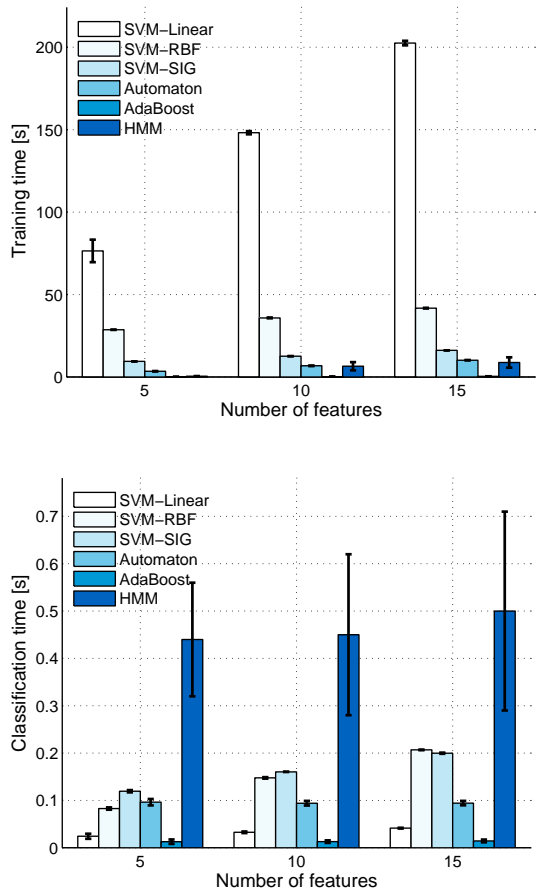 200
150
100
50
0
Training time [s]
SVM-Linear
SVM-RBF
SVM-SIG
Automaton
AdaBoost
HMM
5
10
15
Number of features
0.7
0.6
0.5
0.4
0.3
0.2
0.1
0
Classification time [s]
SVM-Linear
SVM-RBF
SVM-SIG
Automaton
AdaBoost
HMM
5
10
15
Number of features